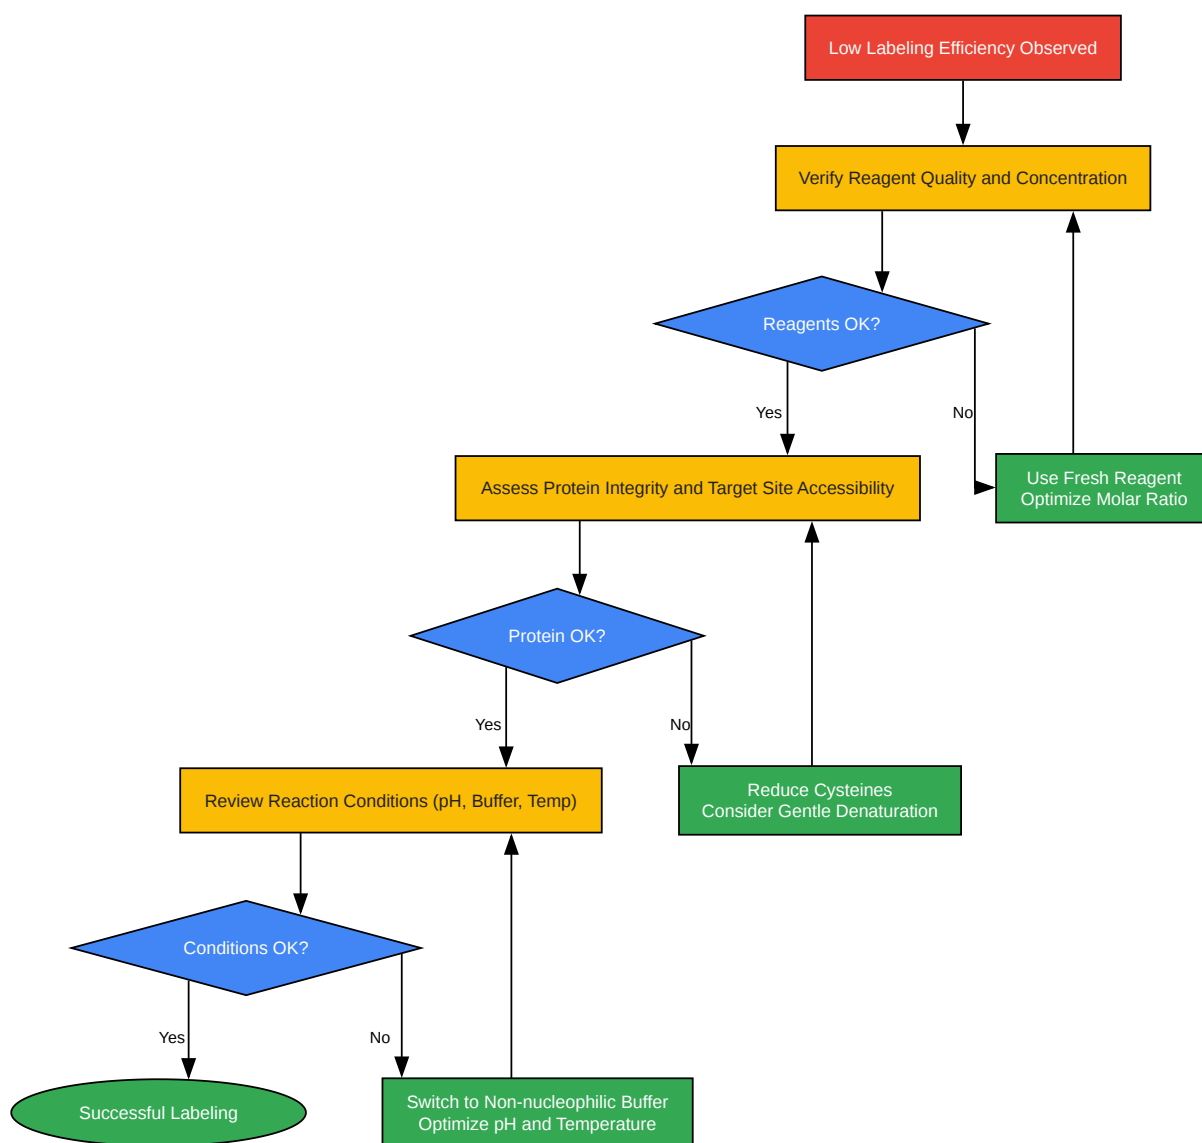 Low Labeling Efficiency Observed
Verify Reagent Quality and Concentration
Reagents OK?
Yes
No
Use Fresh Reagent
Optimize Molar Ratio
Assess Protein Integrity and Target Site Accessibility
Protein OK?
Yes
No
Reduce Cysteines
Consider Gentle Denaturation
Review Reaction Conditions (pH, Buffer, Temp)
Conditions OK?
Yes
No
Successful Labeling
Switch to Non-nucleophilic Buffer
Optimize pH and Temperature